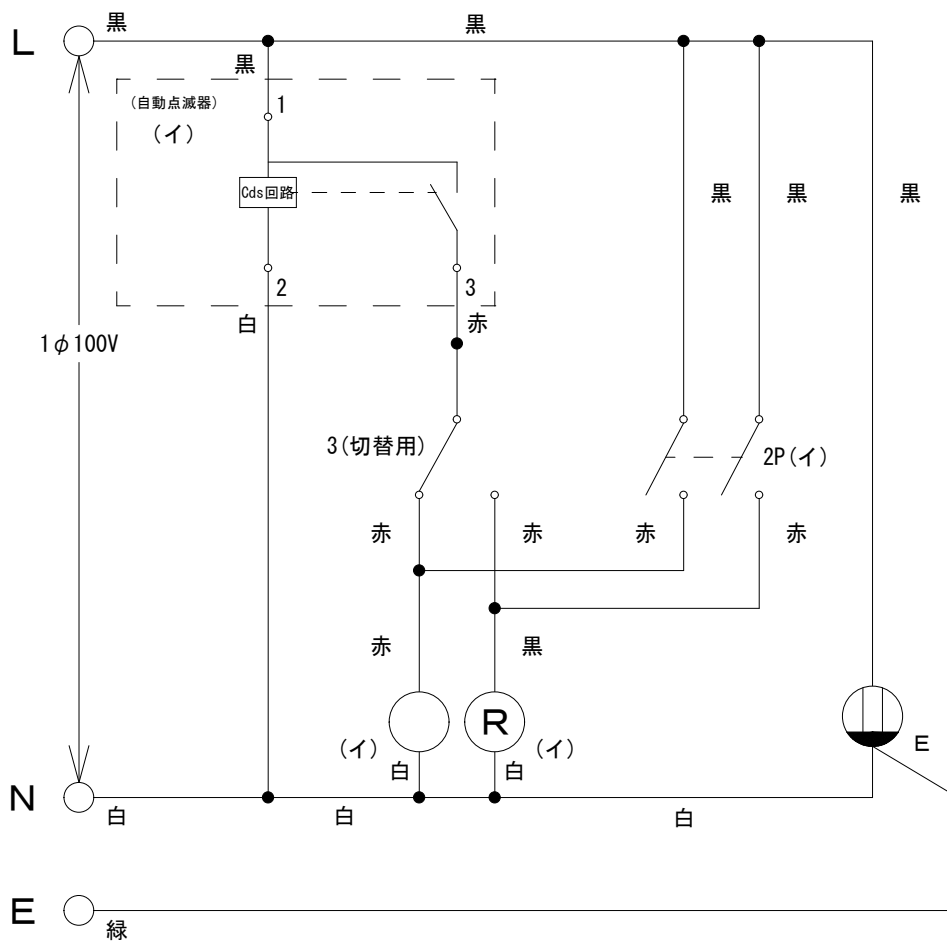 黒
黒
L
黒
(自動点滅器)
1
(イ)
Cds回路
黒
黒
黒
2
3
白
赤
1φ100V
3(切替用)
2P(イ)
赤
赤
赤
赤
赤
黒
R
(イ)
(イ)
E
白
白
N
白
白
白
E
緑